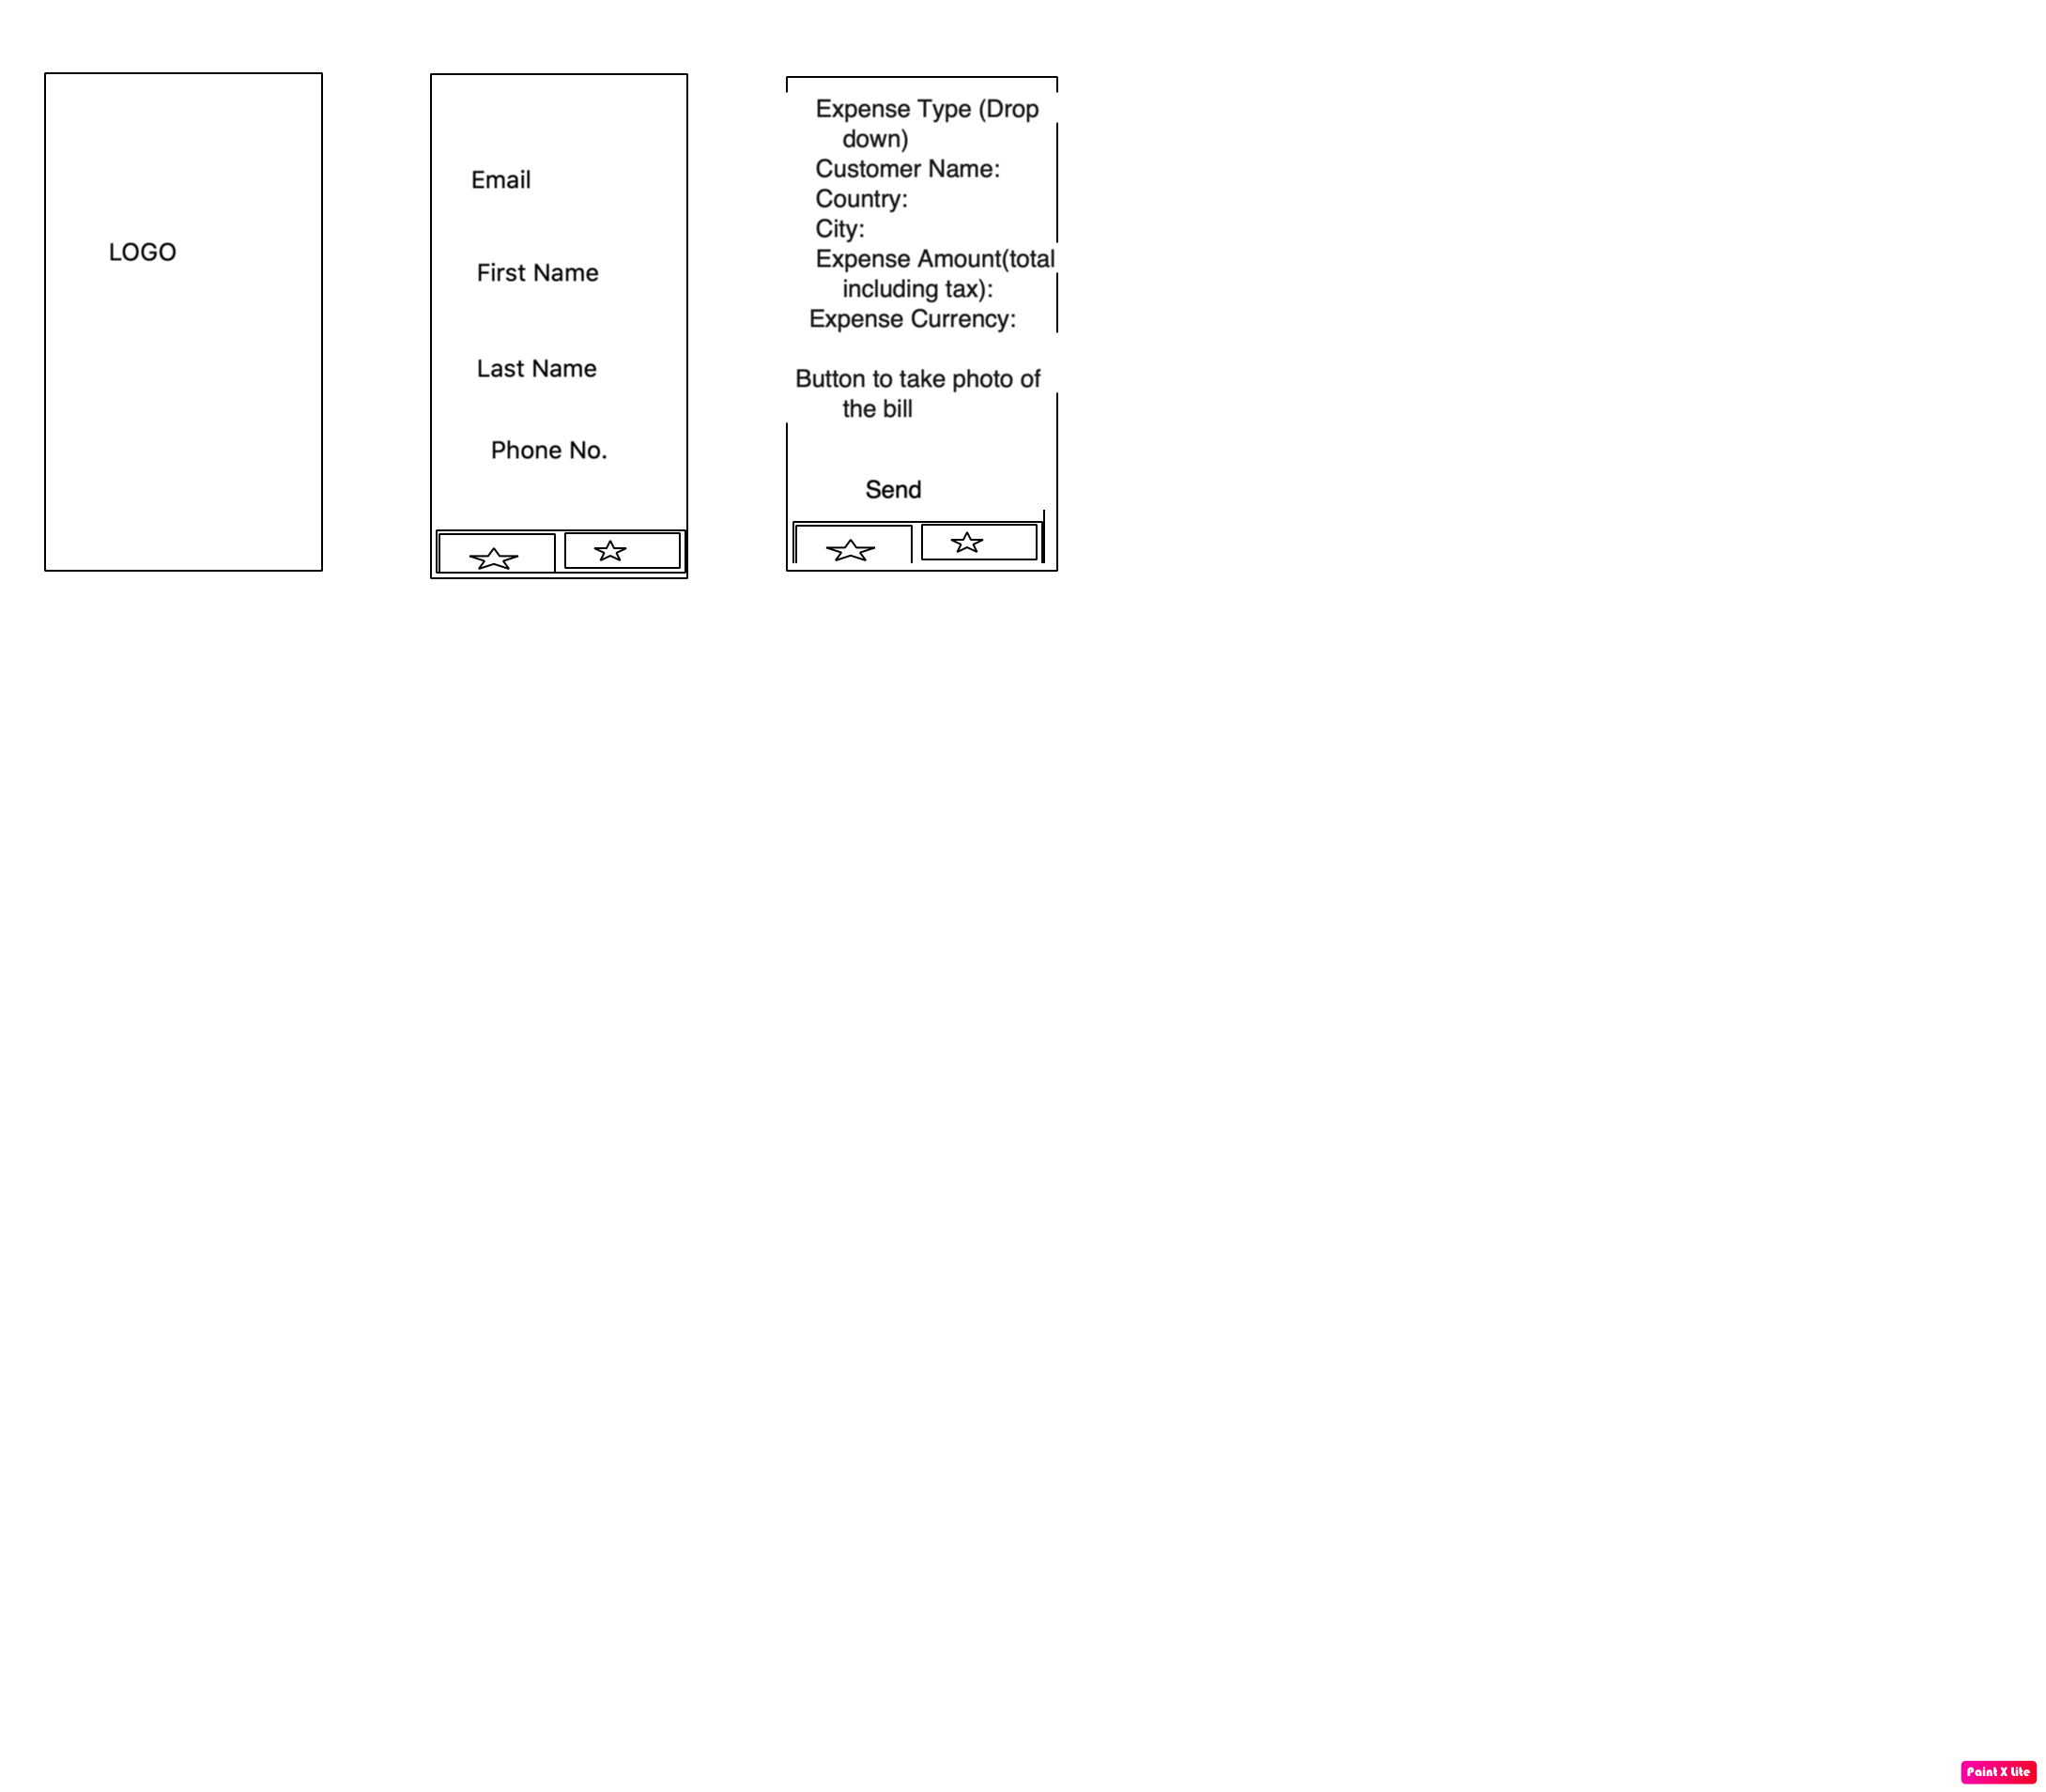 LOGO
Email
First Name
Last Name
Phone No.
Expense Type (Drop
down)
Customer Name:
Country:
City:
Expense Amount(total
including tax):
Expense Currency:
Button to take photo of
the bill
Send
Paint X Lite